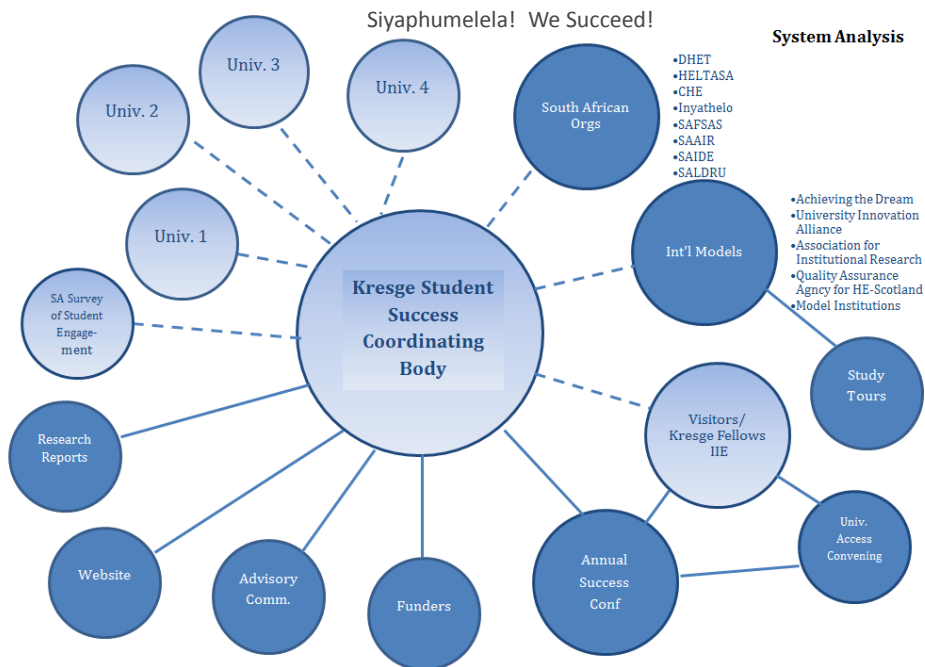 Siyaphumelela!  We Succeed!
System Analysis
Univ. 3
Univ. 4
Univ. 2
South African
Orgs
•DHET
•HELTASA
•CHE
•Inyathelo
•SAFSAS
•SAAIR
•SAIDE
•SALDRU
Univ. 1
Int'l Models
•Achieving the Dream
•University Innovation
Alliance
•Association for
Institutional Research
•Quality Assurance
Agncy for HE-Scotland
•Model Institutions
Kresge Student
Success
Coordinating
Body
SA Survey
of Student
Engage-
ment
Study
Tours
Visitors/
Kresge Fellows
IIE
Research
Reports
Univ.
Access
Convening
Website
Advisory
Comm.
Funders
Annual
Success
Conf